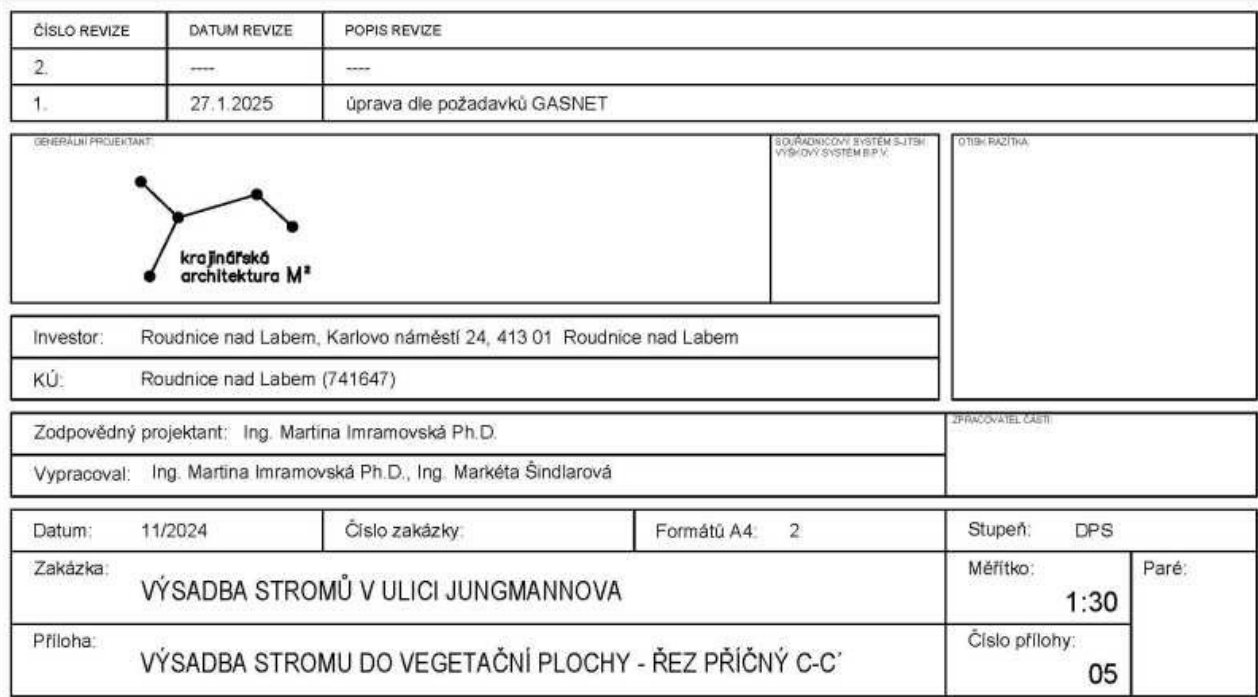 ČÍSLO REVIZE DATUM REVIZE POPIS REVIZE
2. ---- ----
1. 27.1.2025 úprava dle požadavků GASNET
GENERÁLNÍ PROJEKTANT:
SOUŘADNICOVÝ SYSTÉM S-JTSK
VÝŠKOVÝ SYSTÉM B.P.V.
OTISK RAZÍTKA
krajinářská
architektura M²
Investor: Roudnice nad Labem, Karlovo náměstí 24, 413 01 Roudnice nad Labem
KÚ: Roudnice nad Labem (741647)
Zodpovědný projektant: Ing. Martina Imramovská Ph.D.
ZPRACOVATEL ČÁSTI:
Vypracoval: Ing. Martina Imramovská Ph.D., Ing. Markéta Šindlarová
Datum: 11/2024 Číslo zakázky: Formátů A4: 2 Stupeň: DPS
Zakázka: VÝSADBA STROMŮ V ULICI JUNGMANNOVA
Měřítko: 1:30
Paré:
Příloha: VÝSADBA STROMU DO VEGETAČNÍ PLOCHY - ŘEZ PŘÍČNÝ C-C´
Číslo přílohy: 05